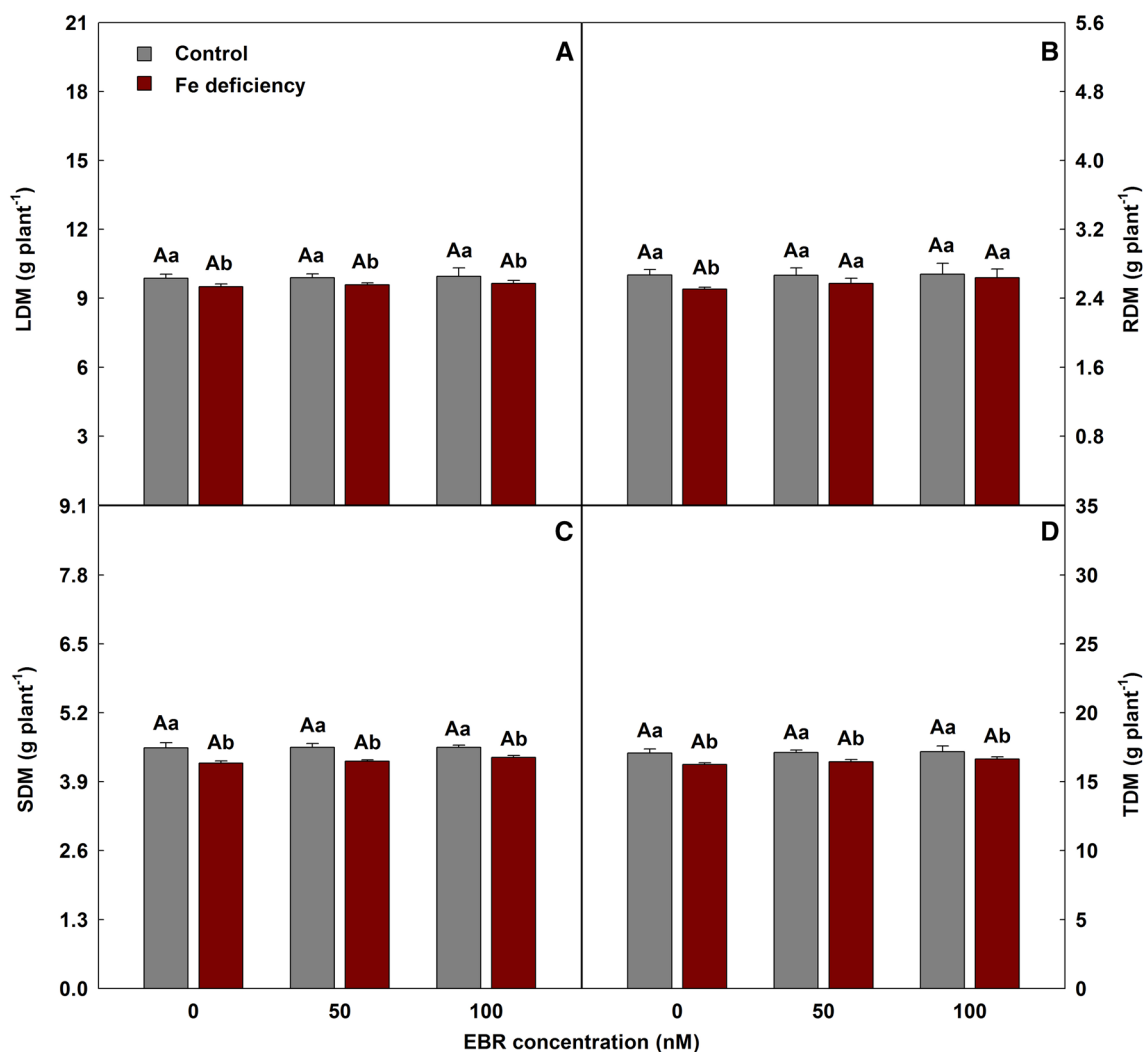 21
18
15
12
9
6
3
LDM (g plant-1)
Control
Fe deficiency
A
Aa Ab Aa Ab Aa Ab
B
Aa Ab Aa Aa Aa Aa
5.6
4.8
4.0
3.2
2.4
1.6
0.8
RDM (g plant-1)
9.1
7.8
6.5
5.2
3.9
2.6
1.3
0.0
SDM (g plant-1)
C
Aa Ab Aa Ab Aa Ab
D
Aa Ab Aa Ab Aa Ab
35
30
25
20
15
10
5
0
TDM (g plant-1)
0 50 100 0 50 100
EBR concentration (nM)